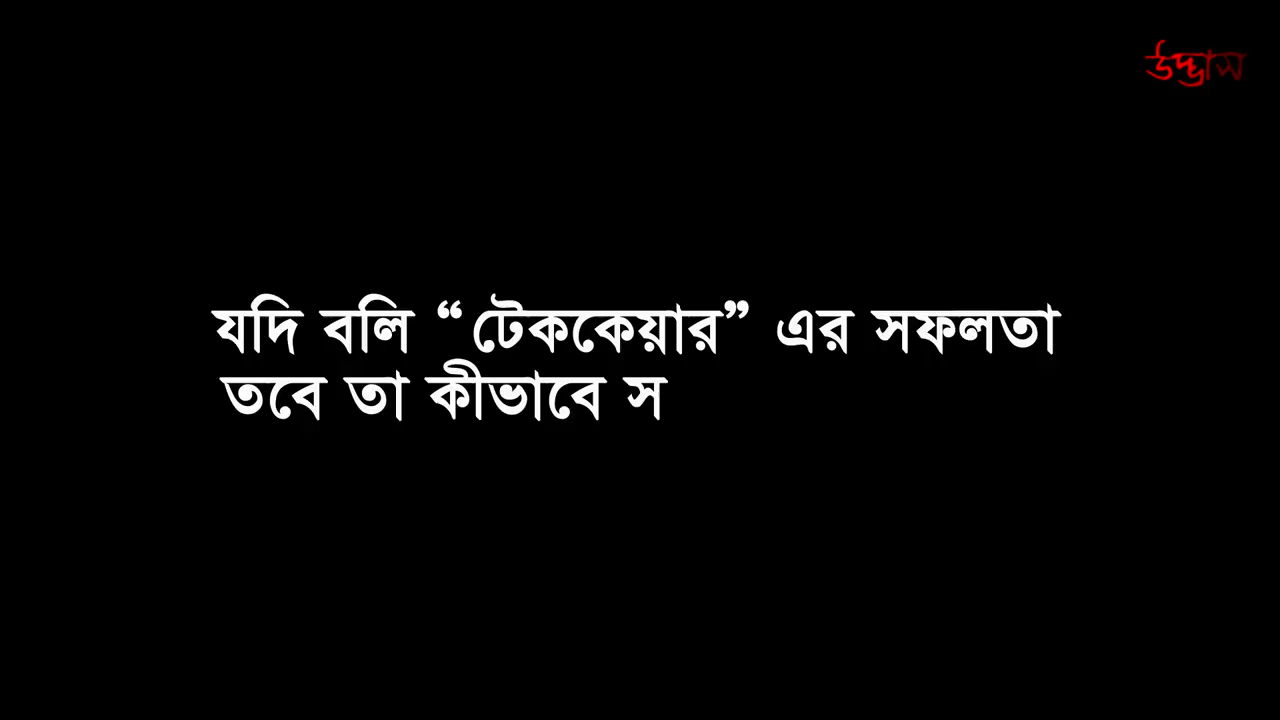 উদ্ভাস
যদি বলি “টেককেয়ার” এর সফলতা
তবে তা কীভাবে স